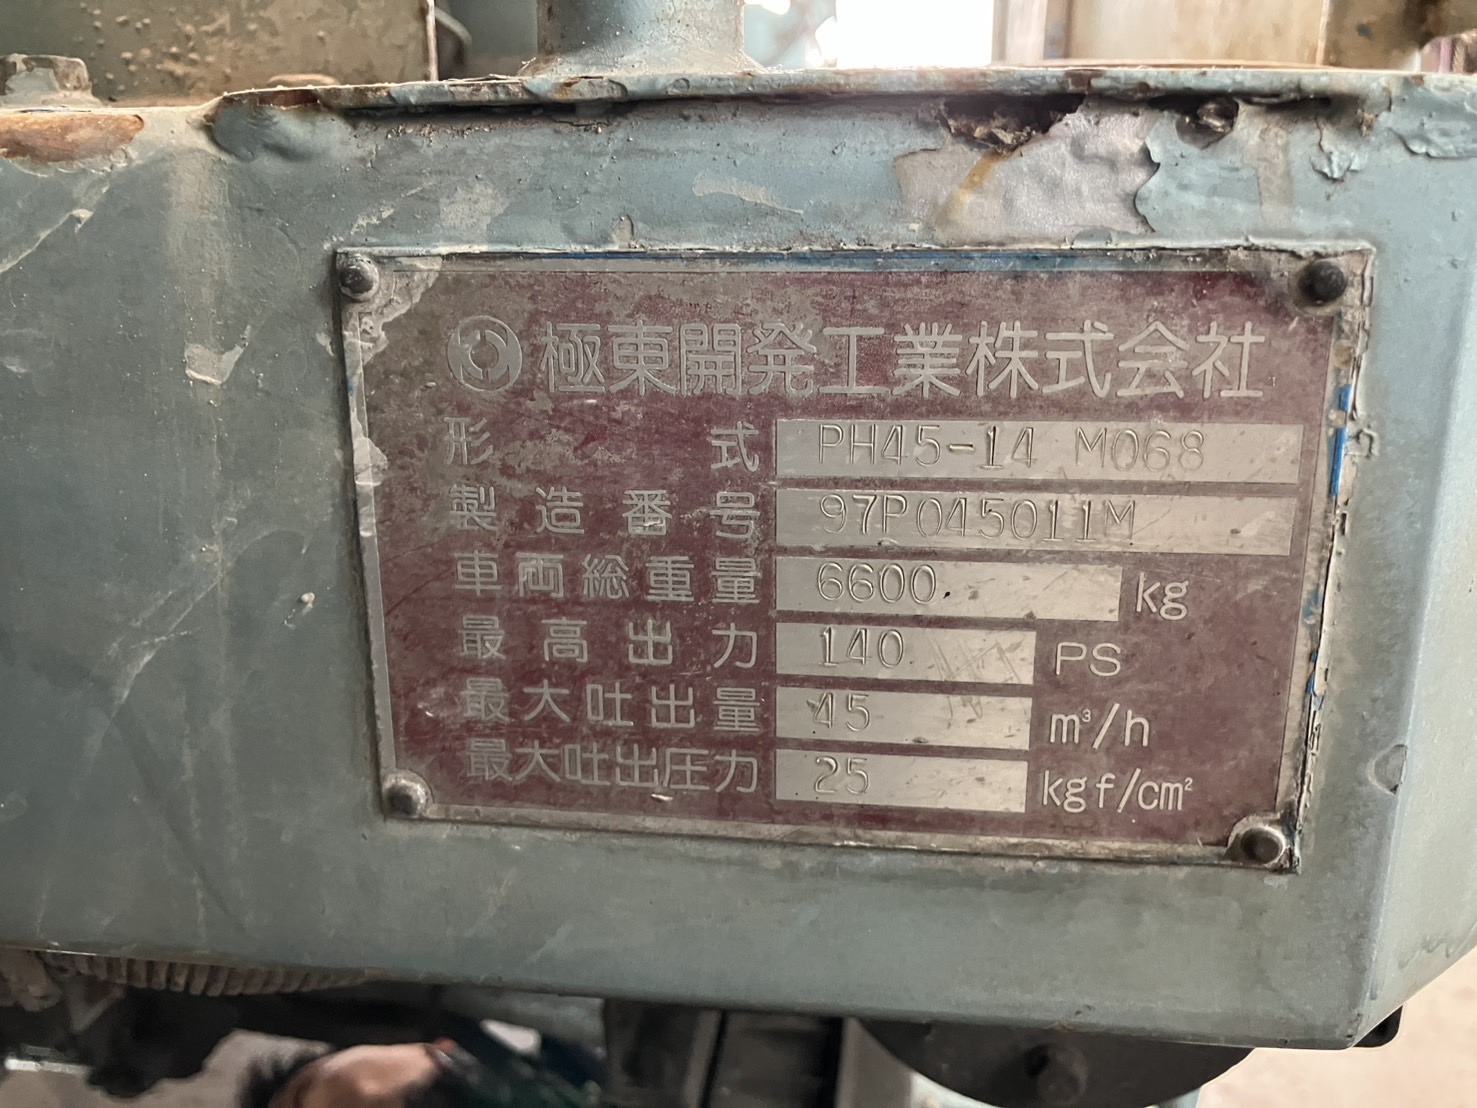 極東開発工業株式会社
形式 PH45-14 M068
製造番号 97P045011M
車両総重量 6600 kg
最高出力 140 PS
最大吐出量 45 m³/h
最大吐出圧力 25 kgf/cm²